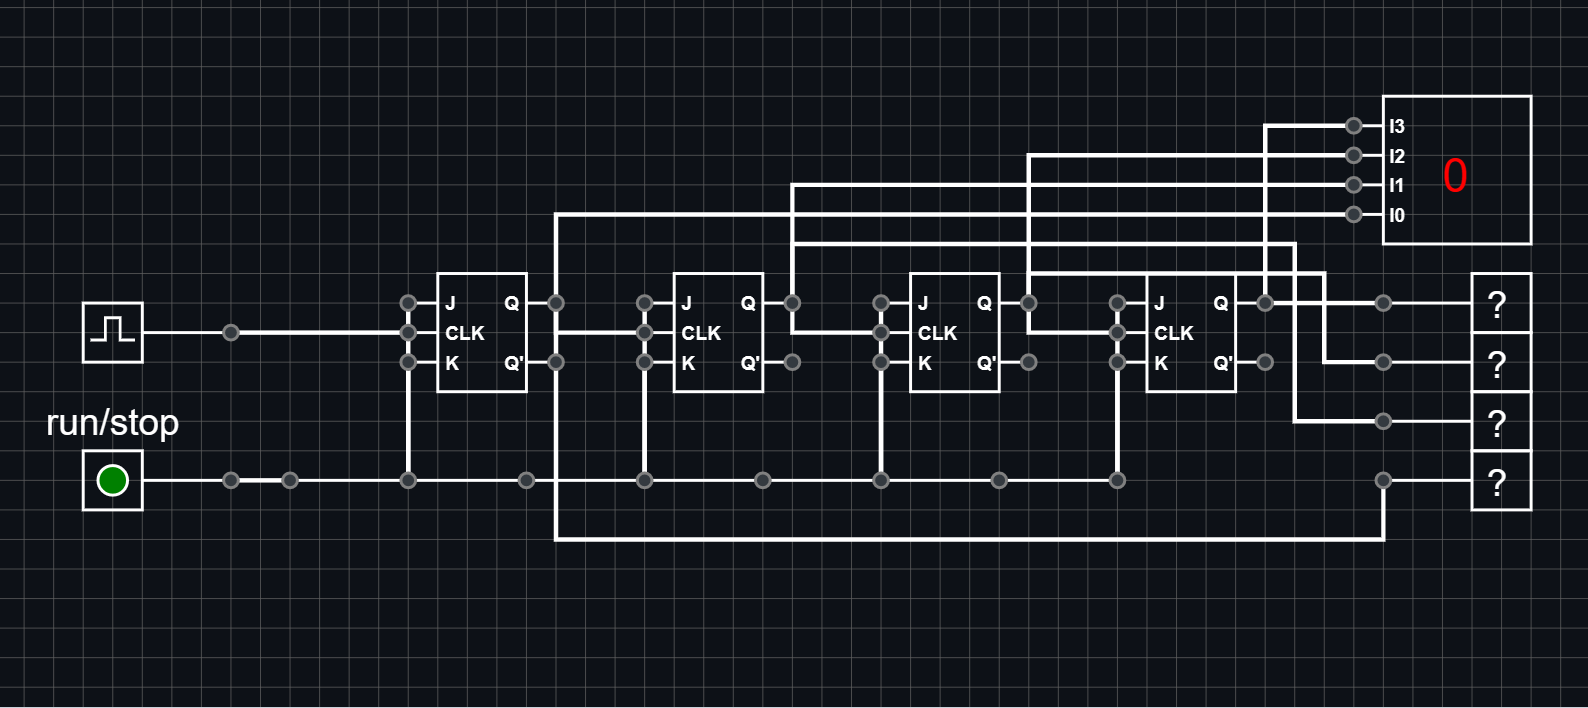 I3
I2
I1
I0
0
J Q J Q J Q J Q ?
CLK CLK CLK CLK
K Q' K Q' K Q' K Q' ?
run/stop ?
?